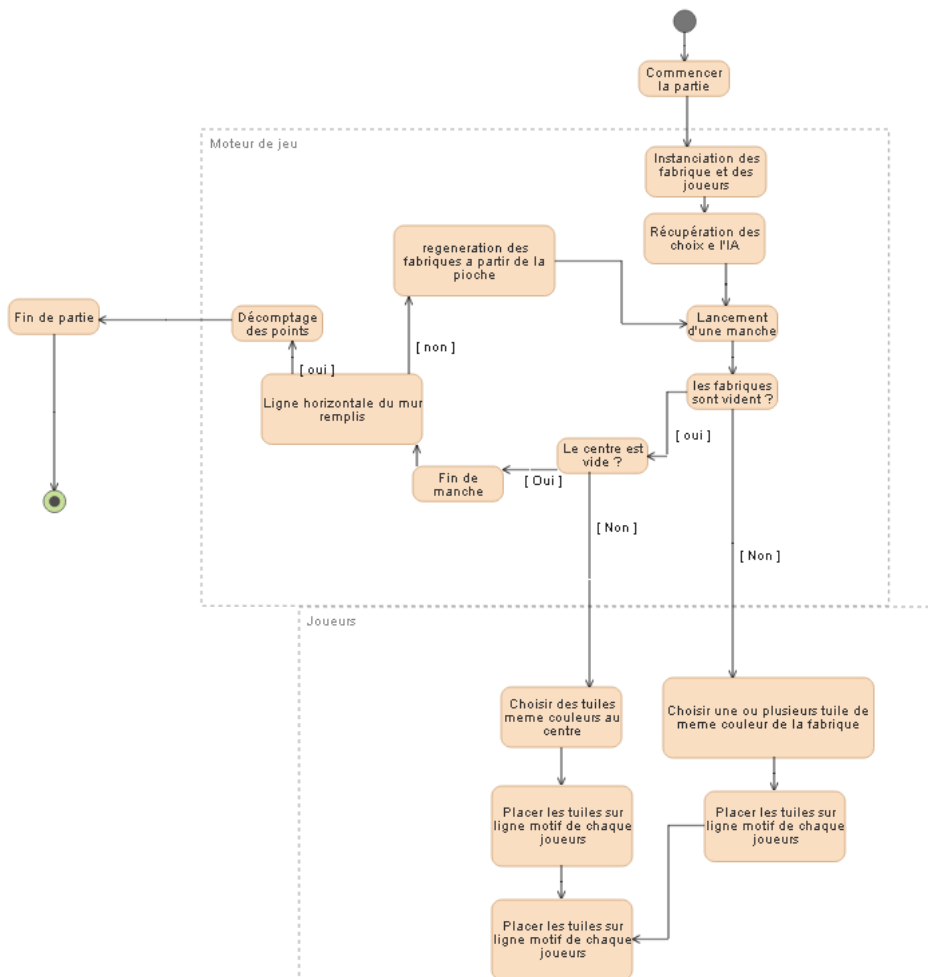 Commencer
la partie
Moteur de jeu
Instanciation des
fabrique et des
joueurs
Récupération des
choix e l'IA
regeneration des
fabriques a partir de la
pioche
Fin de partie
Décomptage
des points
Lancement
d'une manche
[ non ]
[ oui ]
Ligne horizontale du mur
remplis
les fabriques
sont vident ?
[ oui ]
Le centre est
vide ?
Fin de
manche
[ Oui ]
[ Non ]
[ Non ]
Joueurs
Choisir des tuiles
meme couleurs au
centre
Choisir une ou plusieurs tuile de
meme couleur de la fabrique
Placer les tuiles sur
ligne motif de chaque
joueurs
Placer les tuiles sur
ligne motif de chaque
joueurs
Placer les tuiles sur
ligne motif de chaque
joueurs